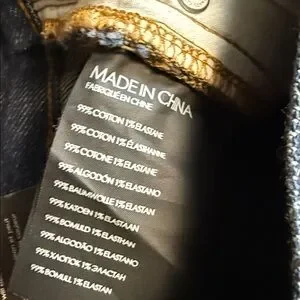 MADE IN CHINA
FABRIQUÉ EN CHINE
99% COTTON 1% ELASTANE
99% COTON 1% ÉLASTHANNE
99% COTONE 1% ELASTANE
99% ALGODÓN 1% ELASTANO
99% BAUMWOLLE 1% ELASTAN
99% KATOEN 1% ELASTAAN
99% BOMULD 1% ELASTHAN
99% ALGODÃO 1% ELASTANO
99% ХЛОПОК 1% ЭЛАСТАН
99% BOMULL 1% ELASTAN